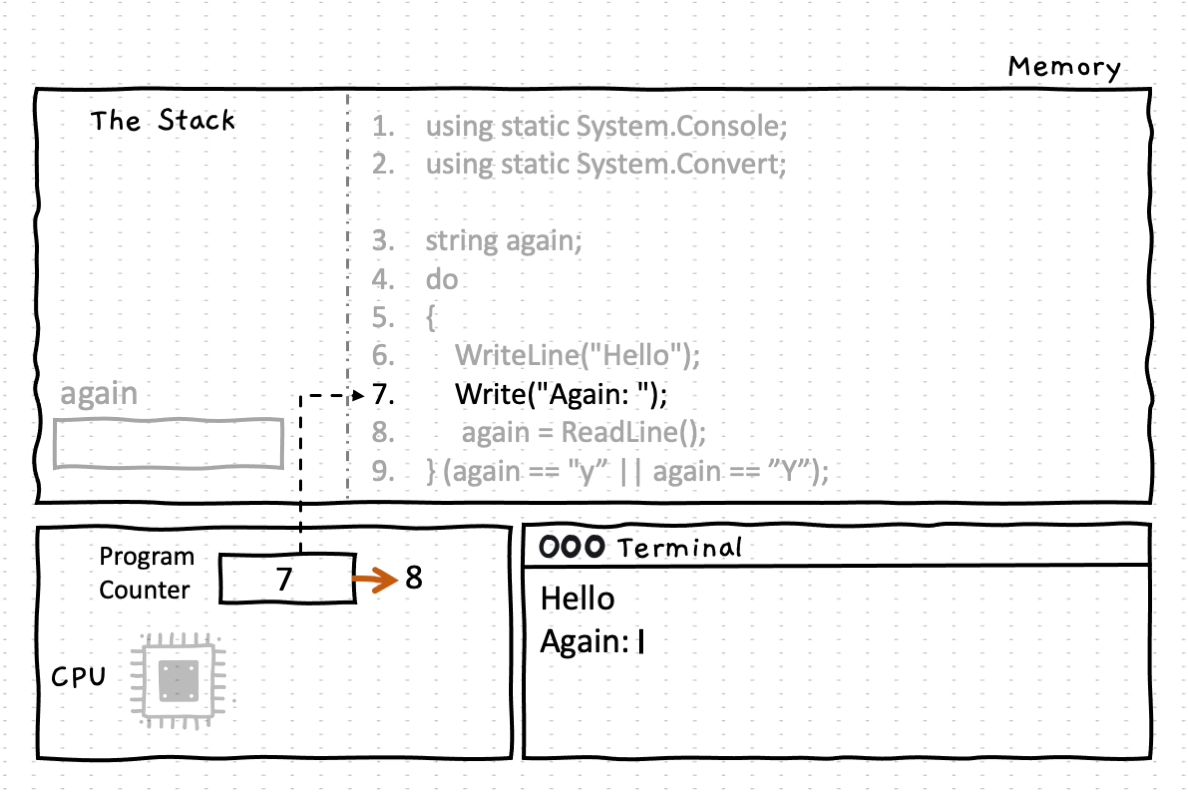 Memory
The Stack
1. using static System.Console;
2. using static System.Convert;
3. string again;
4. do
5. {
6. WriteLine("Hello");
7. Write("Again: ");
8. again = ReadLine();
9. } (again == "y” || again == ”Y”);
again
Program
Counter
7
8
CPU
Terminal
Hello
Again: